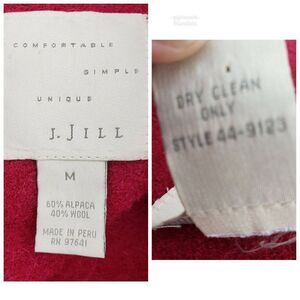 COMFORTABLE
SIMPLE
UNIQUE
J.JILL
M
60% ALPACA
40% WOOL
MADE IN PERU
RN 97641
DRY CLEAN
ONLY
STYLE 44-9123